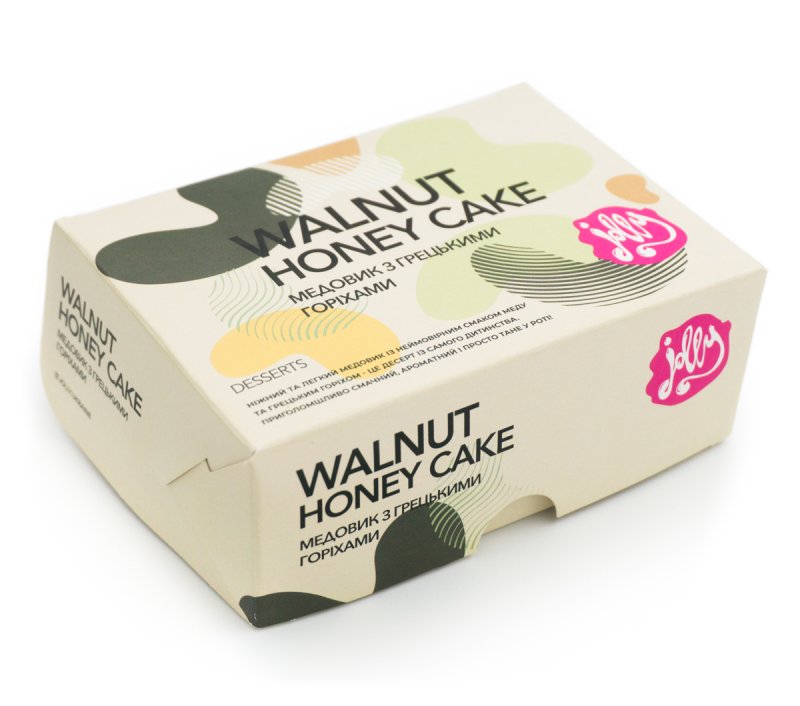 WALNUT
HONEY CAKE
МЕДОВИК З ГРЕЦЬКИМИ
ГОРІХАМИ
jolly
DESSERTS
НІЖНИЙ ТА ЛЕГКИЙ МЕДОВИК ІЗ НЕЙМОВІРНИМ СМАКОМ МЕДУ
ТА ГРЕЦЬКИМ ГОРІХОМ - ЦЕ ДЕСЕРТ ІЗ САМОГО ДИТИНСТВА.
ПРИГОЛОМШЛИВО СМАЧНИЙ, АРОМАТНИЙ І ПРОСТО ТАНЕ У РОТІ!
WALNUT
HONEY CAKE
МЕДОВИК З ГРЕЦЬКИМИ
ГОРІХАМИ
WALNUT
HONEY CAKE
МЕДОВИК З ГРЕЦЬКИМИ
ГОРІХАМИ
jolly